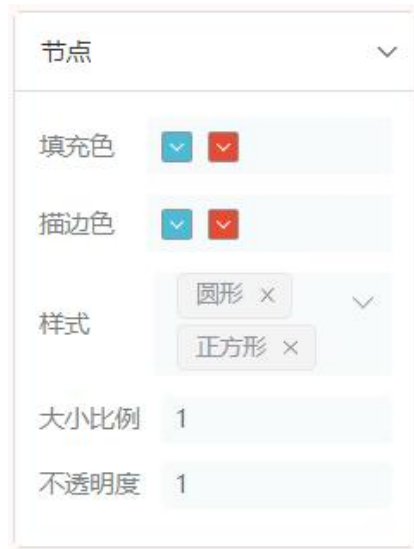 节点
填充色
描边色
样式
圆形 ×
正方形 ×
大小比例 1
不透明度 1